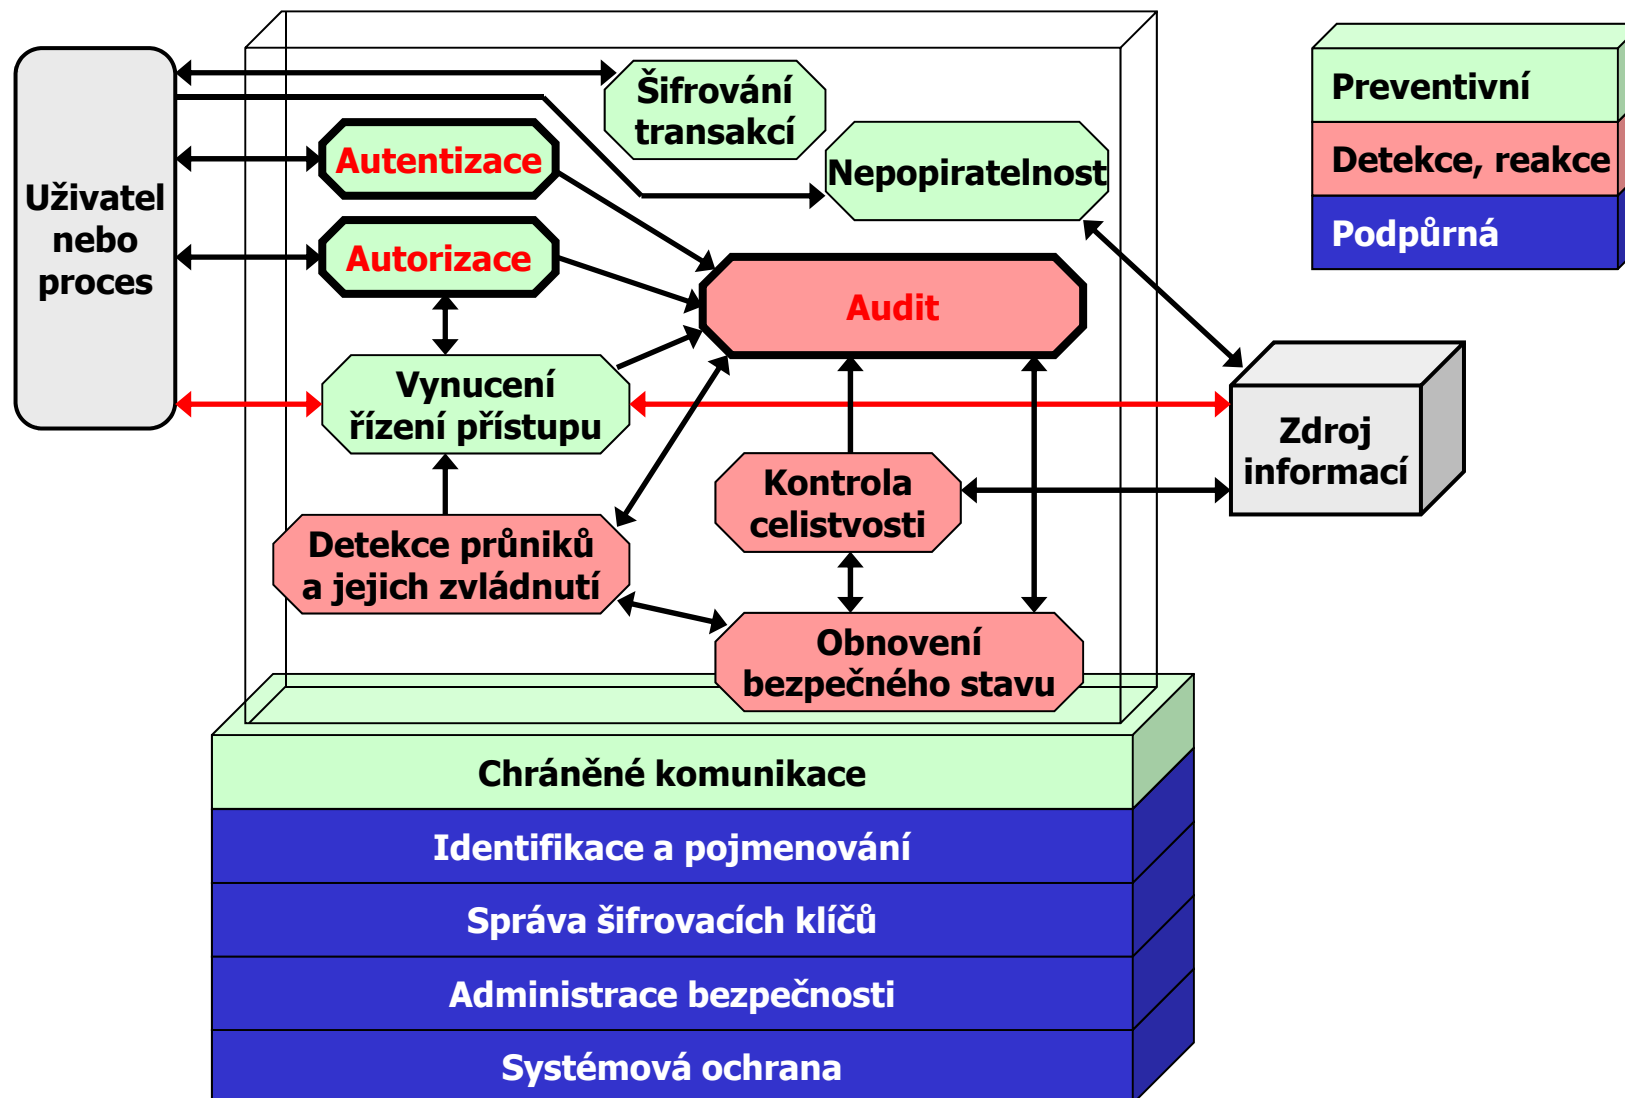 Uživatel
nebo
proces
Šifrování
transakcí
Autentizace
Nepopiratelnost
Autorizace
Audit
Vynucení
řízení přístupu
Kontrola
celistvosti
Detekce průniků
a jejich zvládnutí
Obnovení
bezpečného stavu
Zdroj
informací
Preventivní
Detekce, reakce
Podpůrná
Chráněné komunikace
Identifikace a pojmenování
Správa šifrovacích klíčů
Administrace bezpečnosti
Systémová ochrana